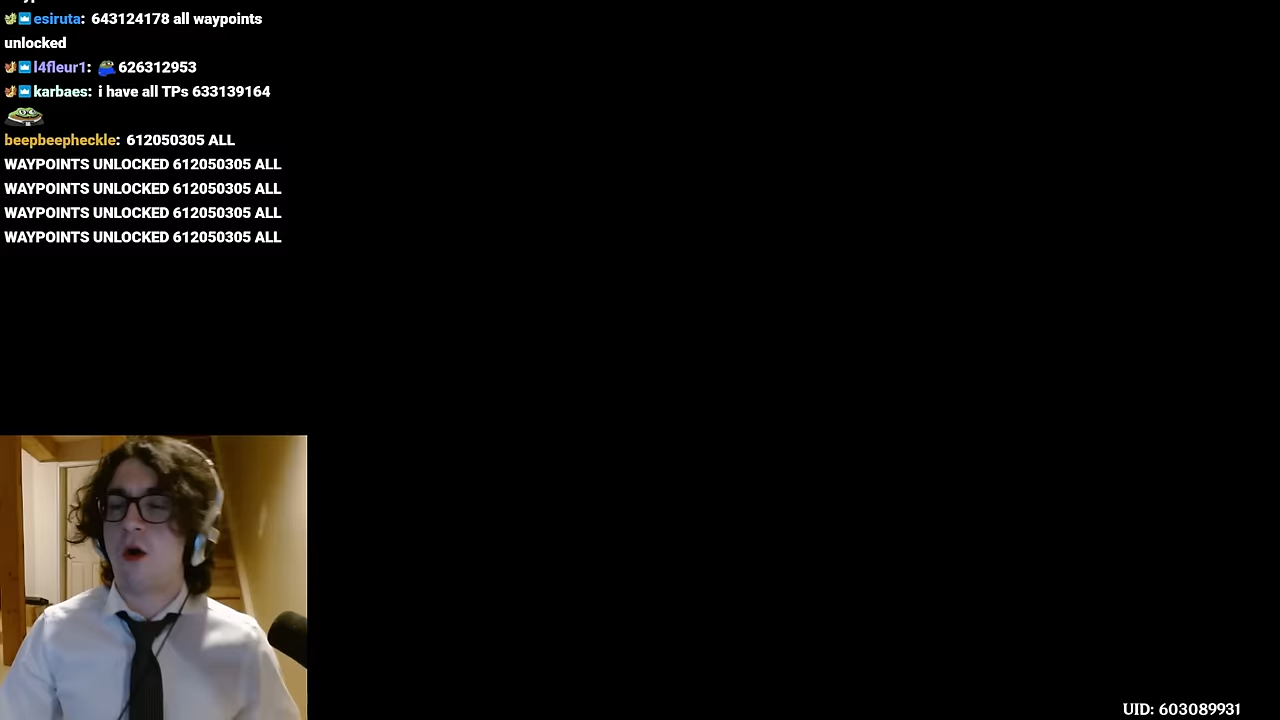 esiruta: 643124178 all waypoints
unlocked
l4fleur1: 626312953
karbaes: i have all TPs 633139164
beepbeepheckle: 612050305 ALL
WAYPOINTS UNLOCKED 612050305 ALL
WAYPOINTS UNLOCKED 612050305 ALL
WAYPOINTS UNLOCKED 612050305 ALL
WAYPOINTS UNLOCKED 612050305 ALL
UID: 603089931